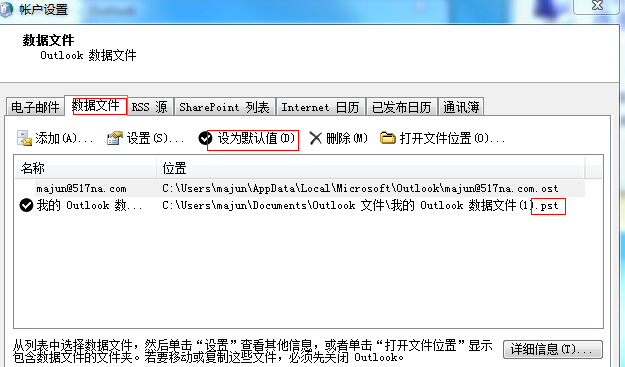 帐户设置
数据文件
Outlook 数据文件
电子邮件 数据文件 RSS 源 SharePoint 列表 Internet 日历 已发布日历 通讯簿
添加(A)... 设置(S)... 设为默认值(D) 删除(M) 打开文件位置(O)...
名称 位置
majun@517na.com C:\Users\majun\AppData\Local\Microsoft\Outlook\majun@517na.com.ost
我的 Outlook 数... C:\Users\majun\Documents\Outlook 文件\我的 Outlook 数据文件(1).pst
从列表中选择数据文件，然后单击“设置”查看其他信息，或者单击“打开文件位置”显示
包含数据文件的文件夹。若要移动或复制这些文件，必须先关闭 Outlook。
详细信息(T)...